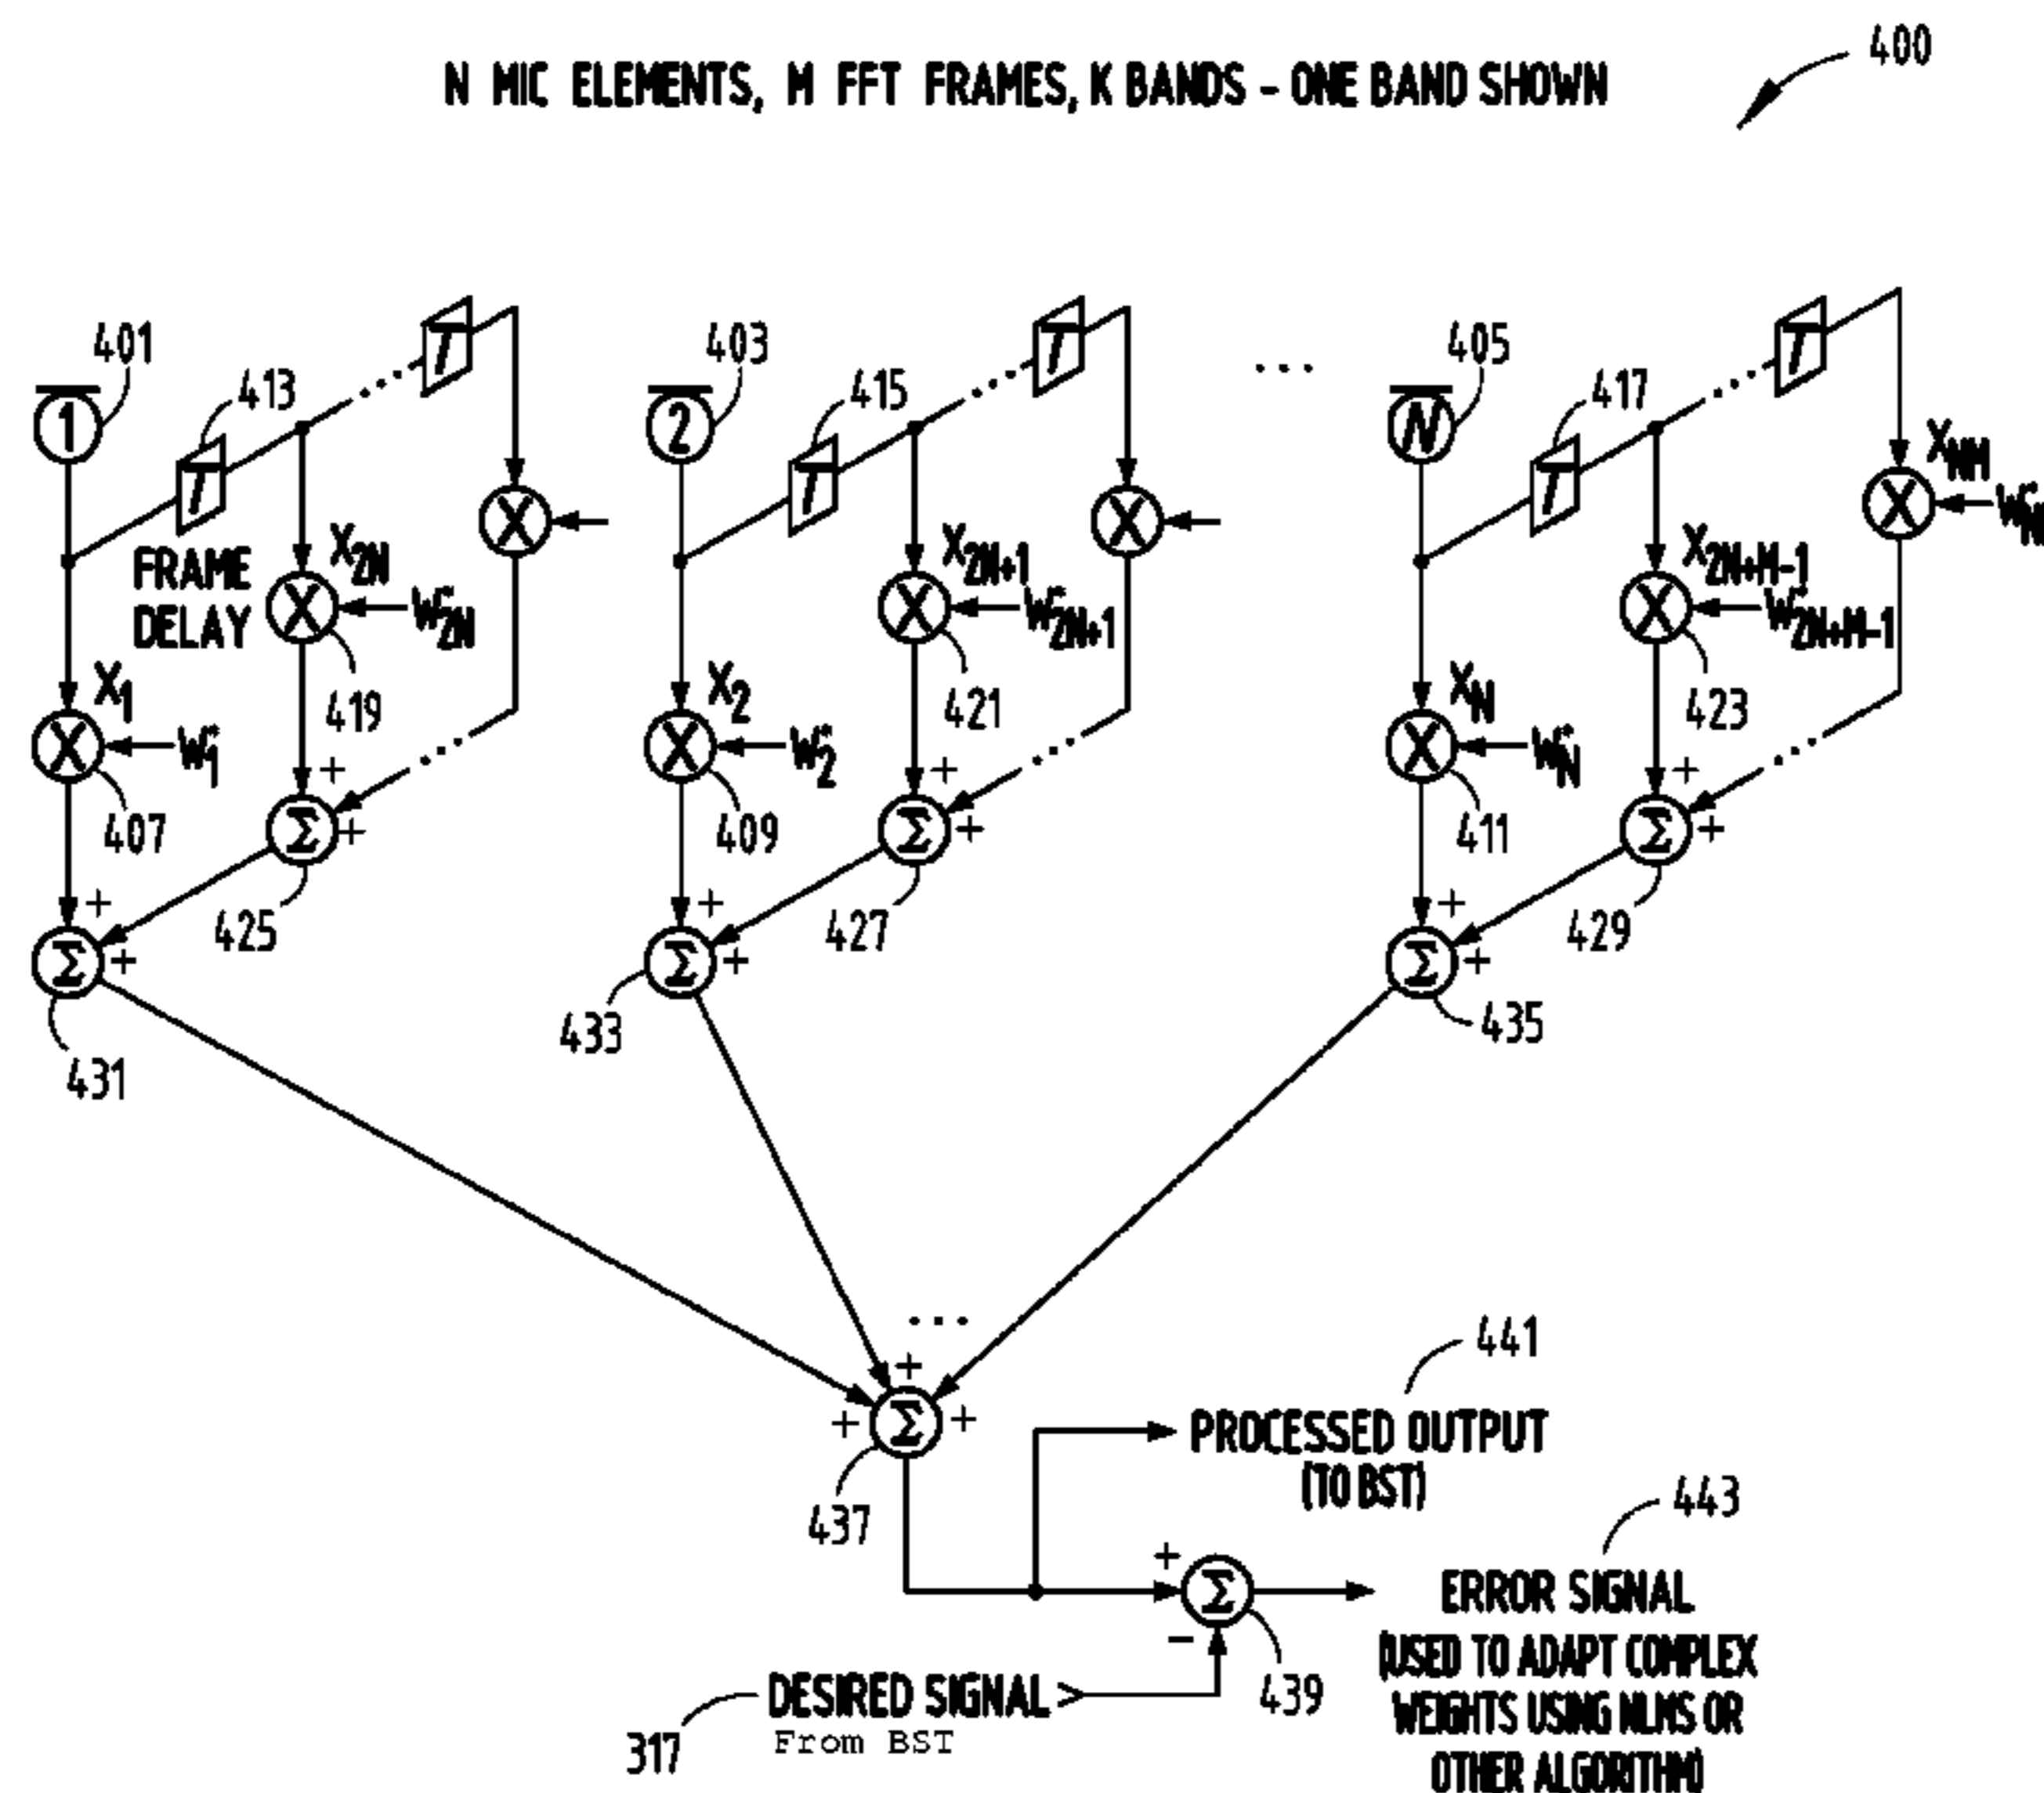 400
N MIC ELEMENTS, M FFT FRAMES, K BANDS - ONE BAND SHOWN
401
403
405
413
415
417
...
1
2
N
T
T
T
T
T
T
X
X
X
X_NM
FRAME
DELAY
X_2N
X_2N+1
X_2N+M-1
X
X
X
W*_2N
W*_2N+1
W*_2N+M-1
419
421
423
X_1
X_2
X_N
X
X
X
W*_1
W*_2
W*_N
407
409
411
+
+
+
Σ +
Σ +
Σ +
425
427
429
+
+
+
Σ +
Σ +
Σ +
431
433
435
...
+
+ Σ +
437
441
PROCESSED OUTPUT
(TO BST)
443
+
Σ
-
439
ERROR SIGNAL
(USED TO ADAPT COMPLEX
WEIGHTS USING NLMS OR
OTHER ALGORITHM)
DESIRED SIGNAL >
From BST
317